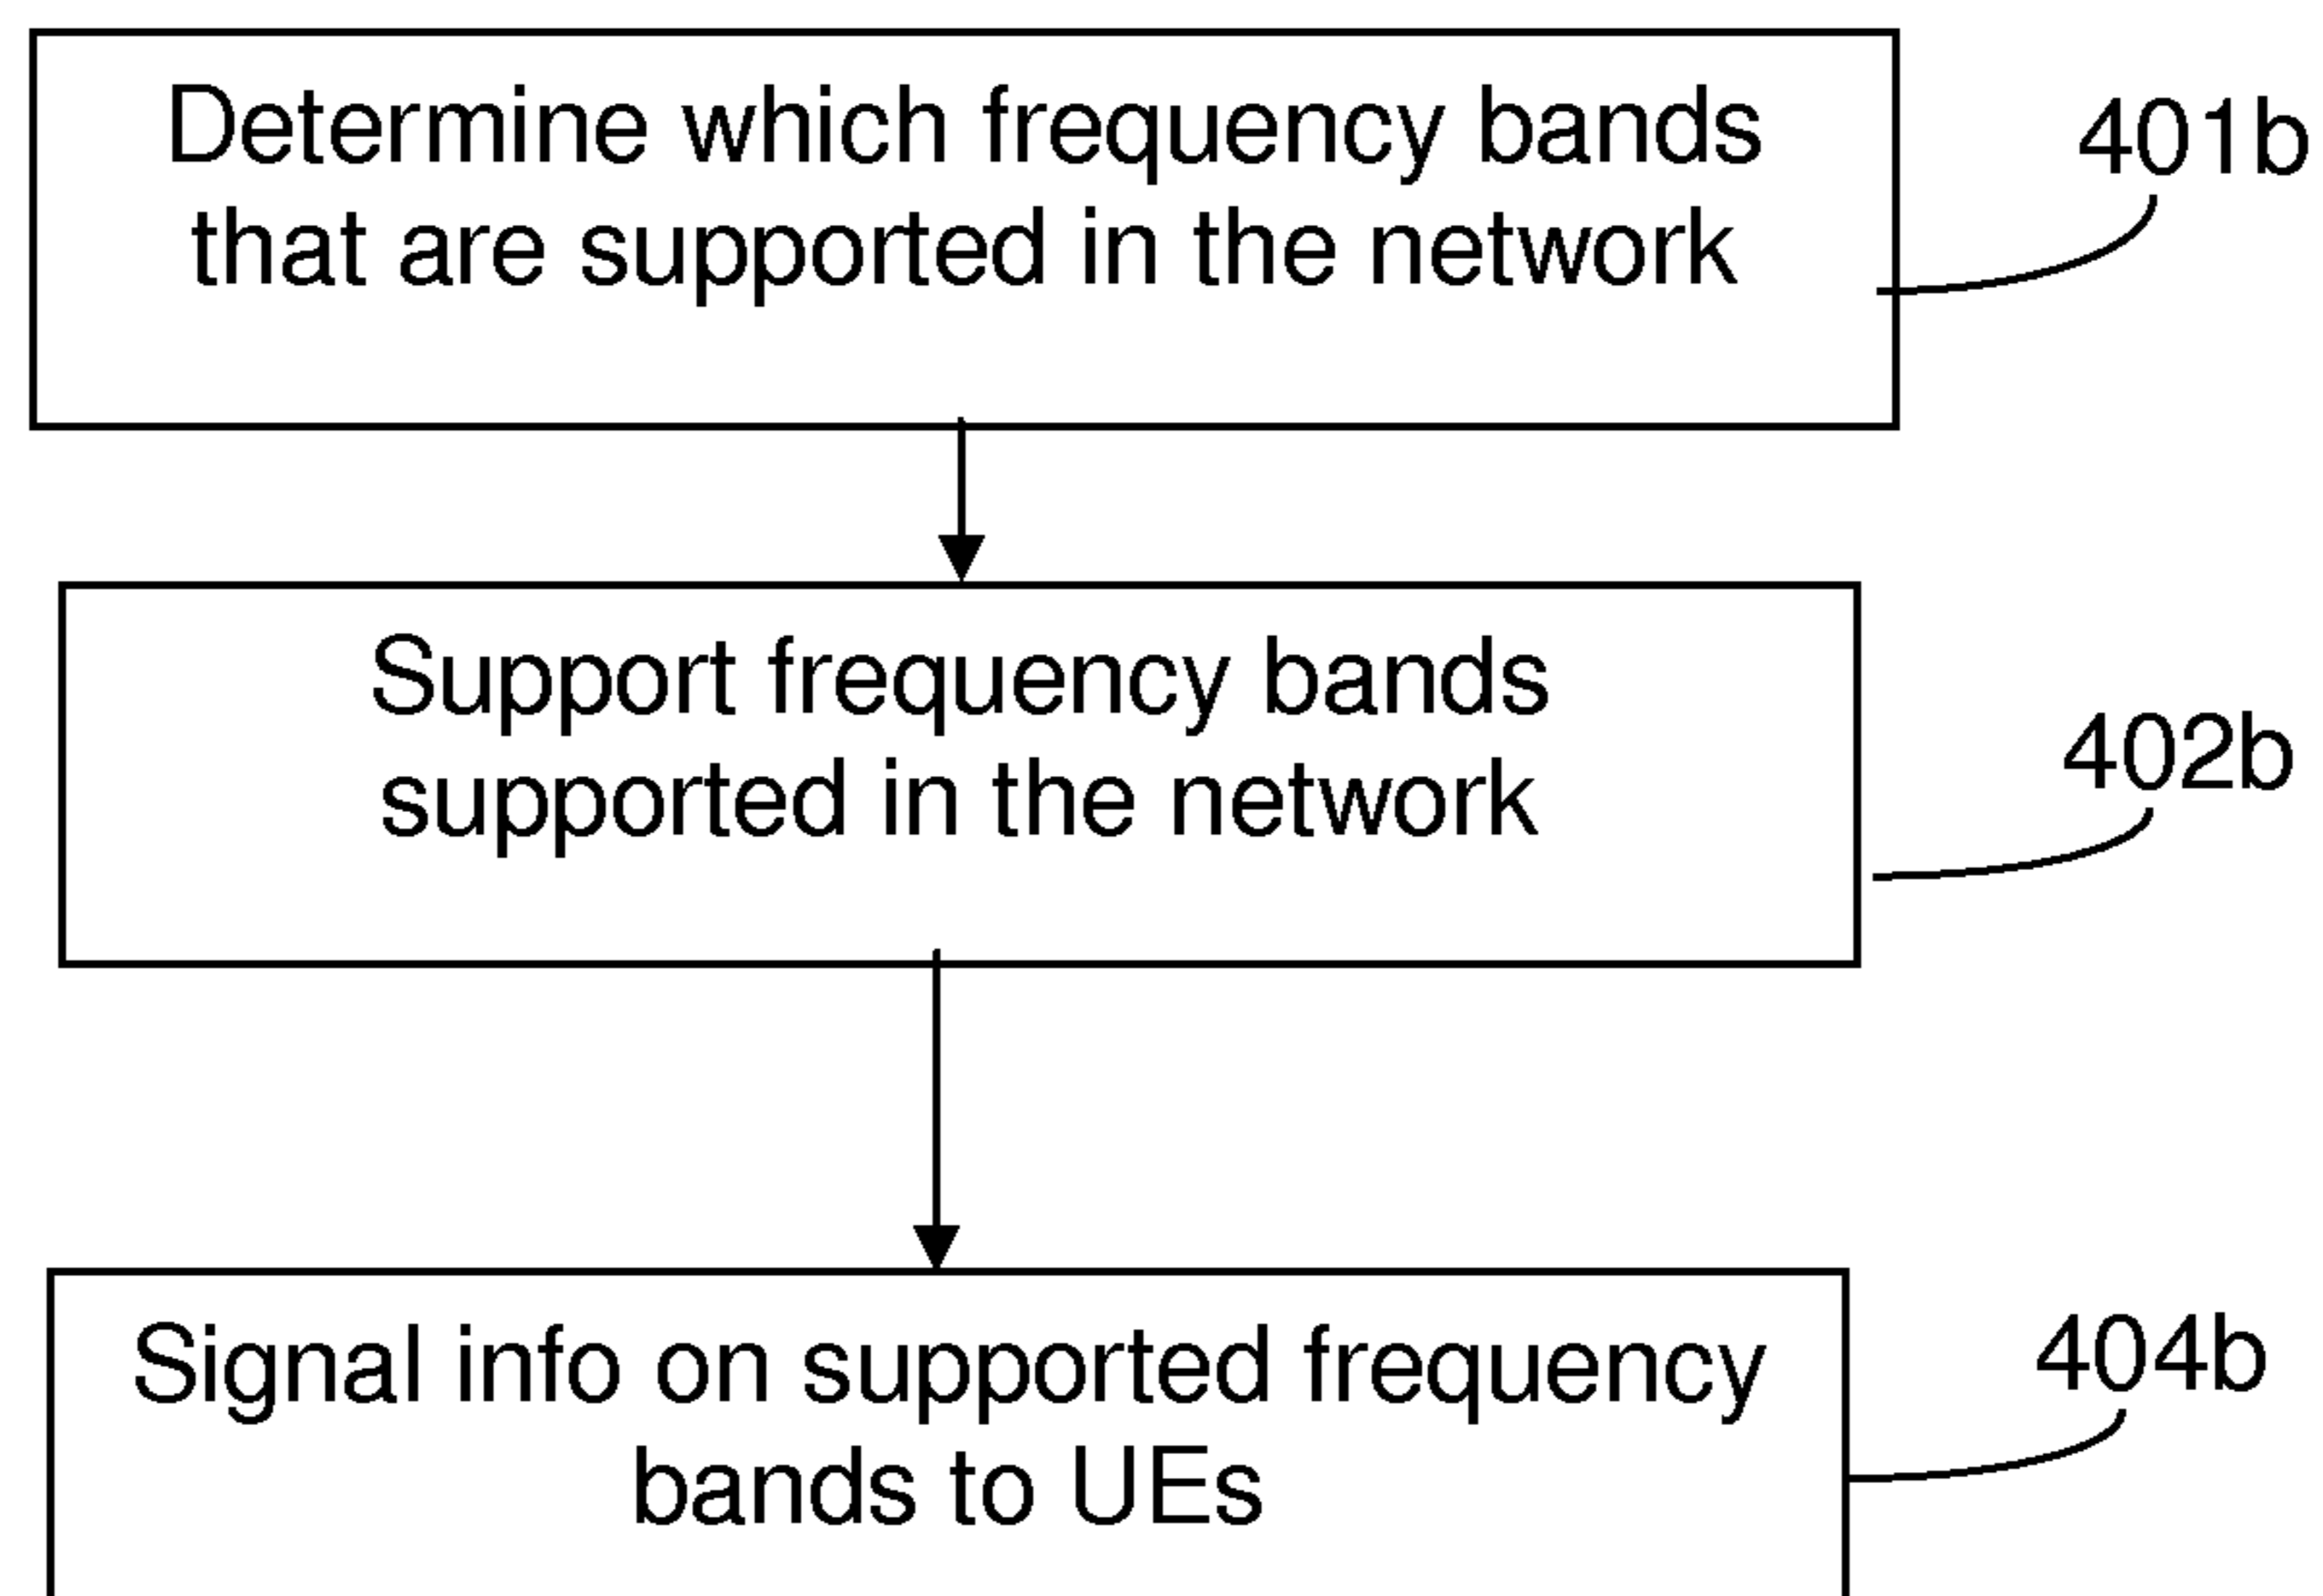 Determine which frequency bands
that are supported in the network
401b
Support frequency bands
supported in the network
402b
Signal info on supported frequency
bands to UEs
404b